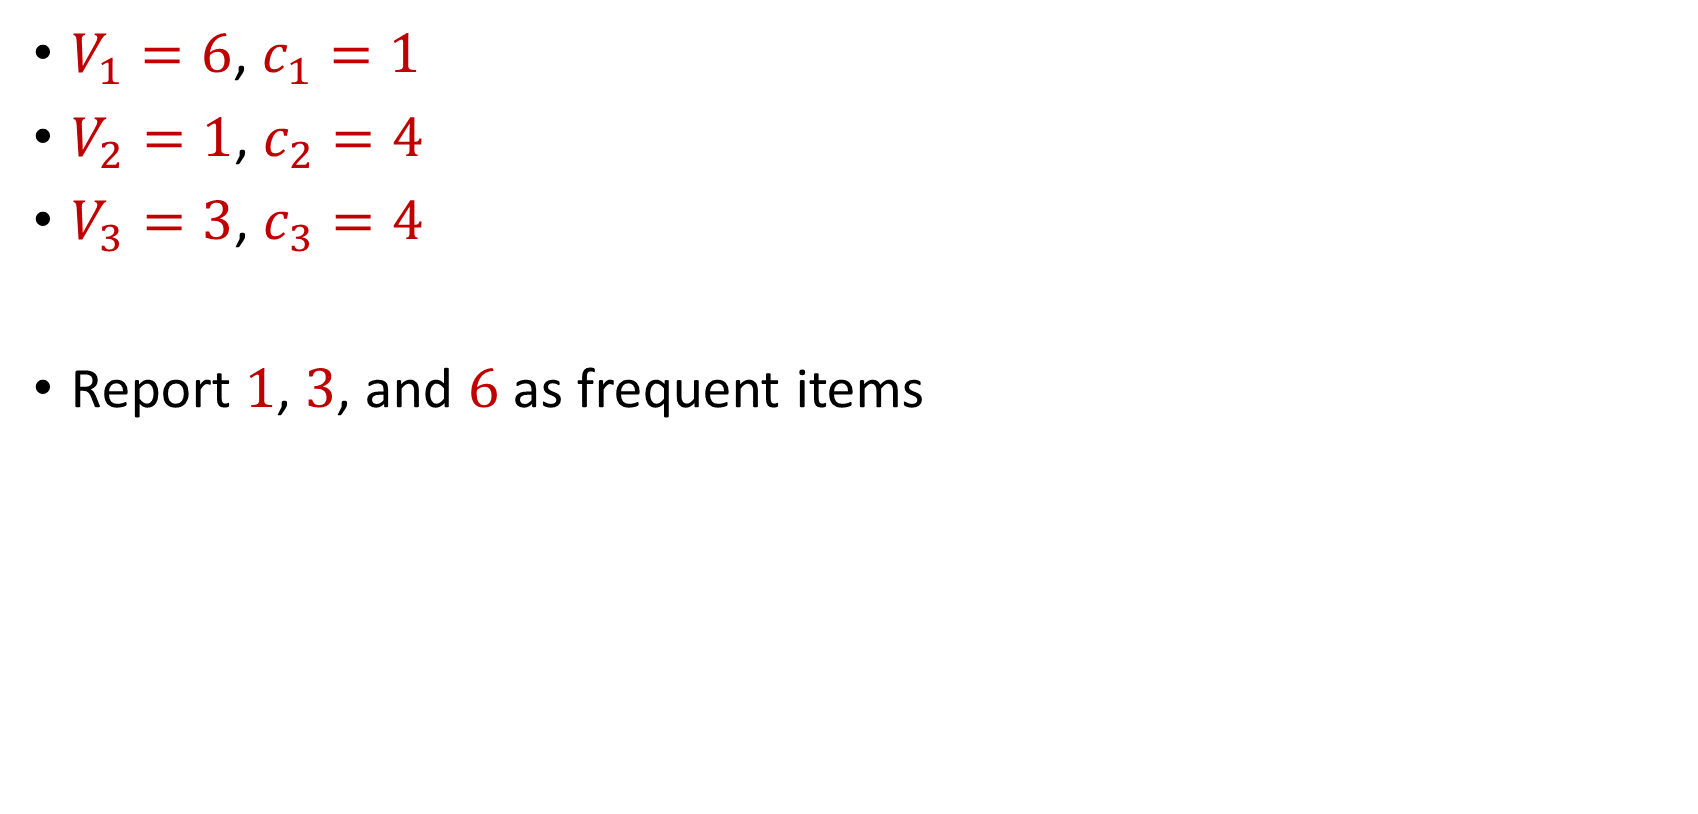 • V₁ = 6, c₁ = 1
• V₂ = 1, c₂ = 4
• V₃ = 3, c₃ = 4
• Report 1, 3, and 6 as frequent items